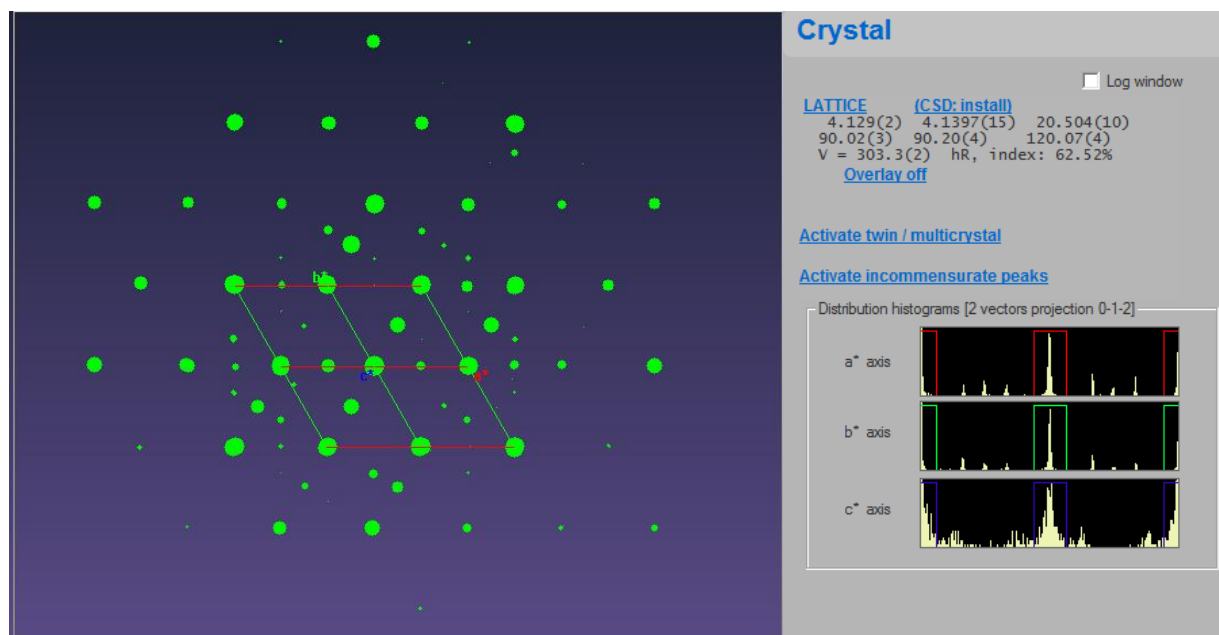 Crystal
Log window
LATTICE (CSD: install)
4.129(2) 4.1397(15) 20.504(10)
90.02(3) 90.20(4) 120.07(4)
V = 303.3(2) hR, index: 62.52%
Overlay off
Activate twin / multicrystal
Activate incommensurate peaks
Distribution histograms [2 vectors projection 0-1-2]
a* axis
b* axis
c* axis
b*
c* a*